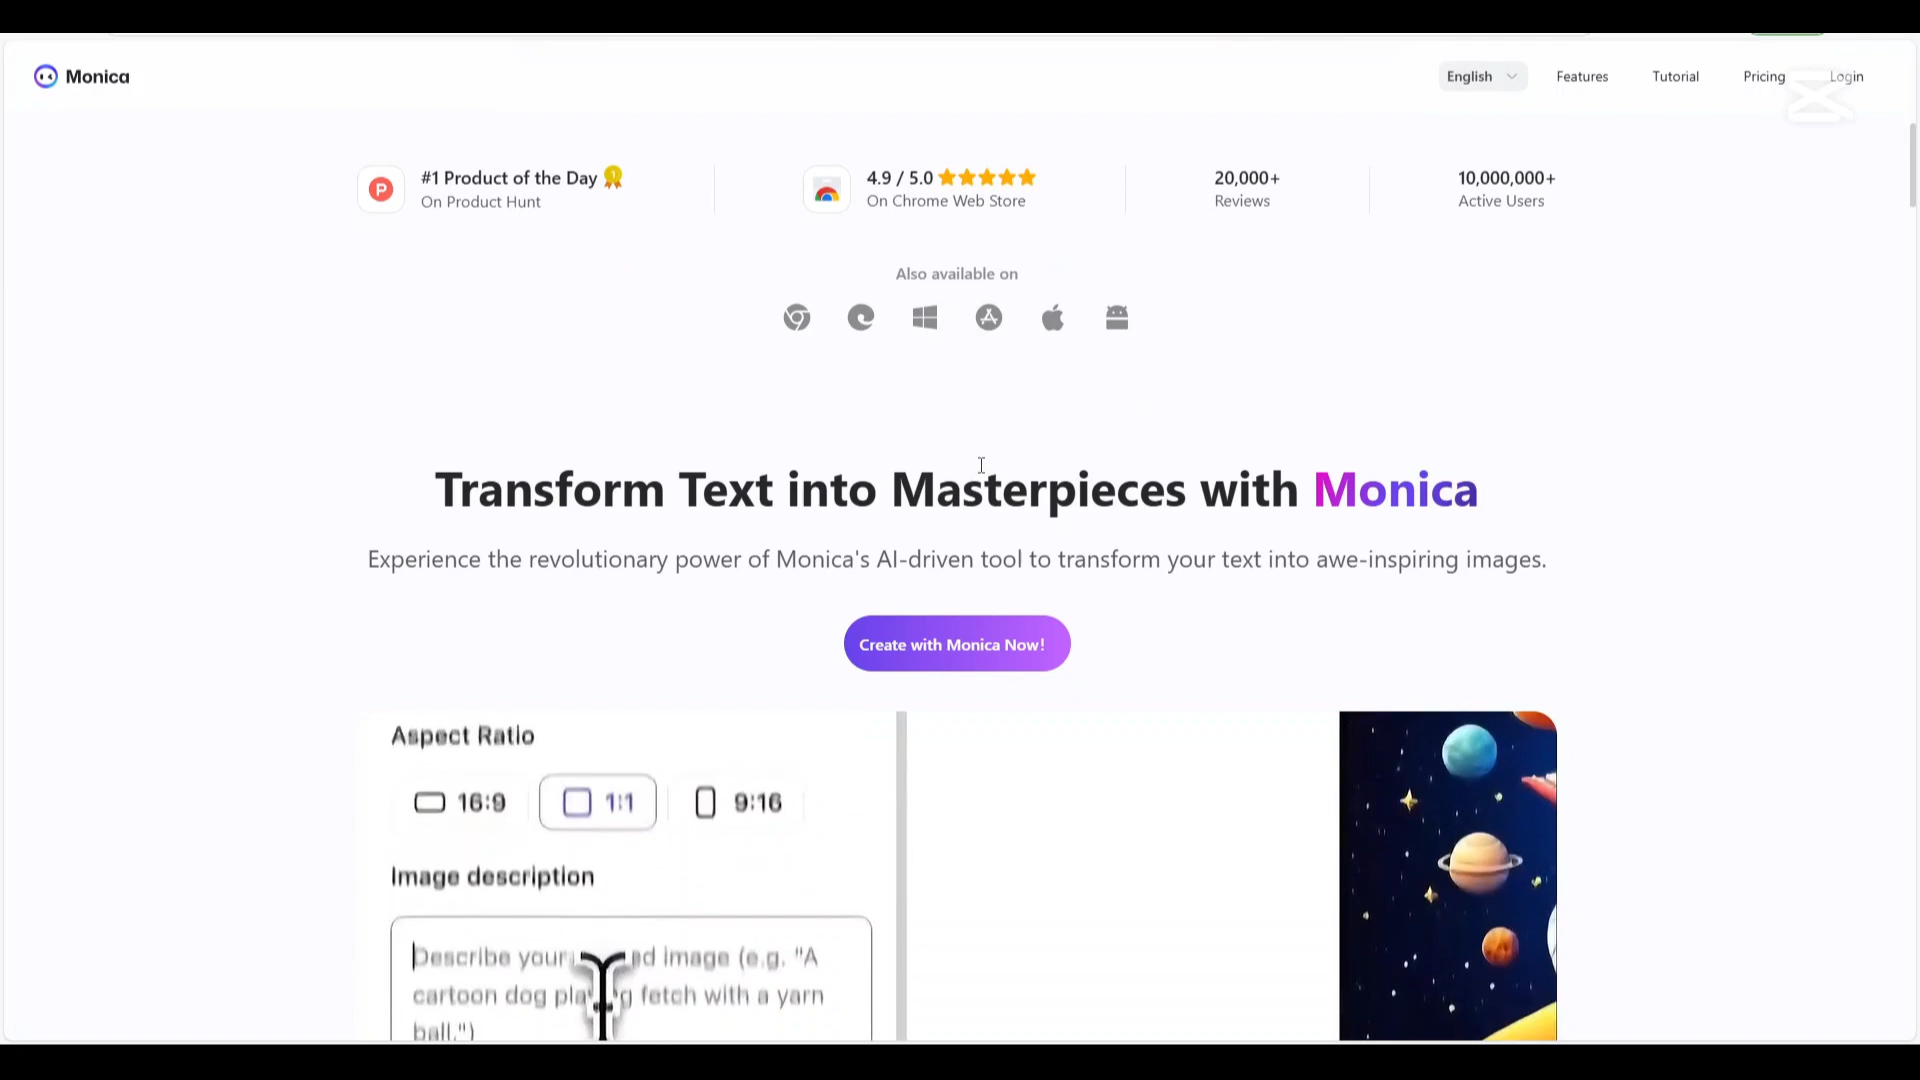 Monica
English
Features
Tutorial
Pricing
Login
#1 Product of the Day
On Product Hunt
4.9 / 5.0
On Chrome Web Store
20,000+
Reviews
10,000,000+
Active Users
Also available on
Transform Text into Masterpieces with Monica
Experience the revolutionary power of Monica's AI-driven tool to transform your text into awe-inspiring images.
Create with Monica Now!
Aspect Ratio
16:9
1:1
9:16
Image description
Describe your image (e.g. "A
cartoon dog fetch with a yarn
ball.")